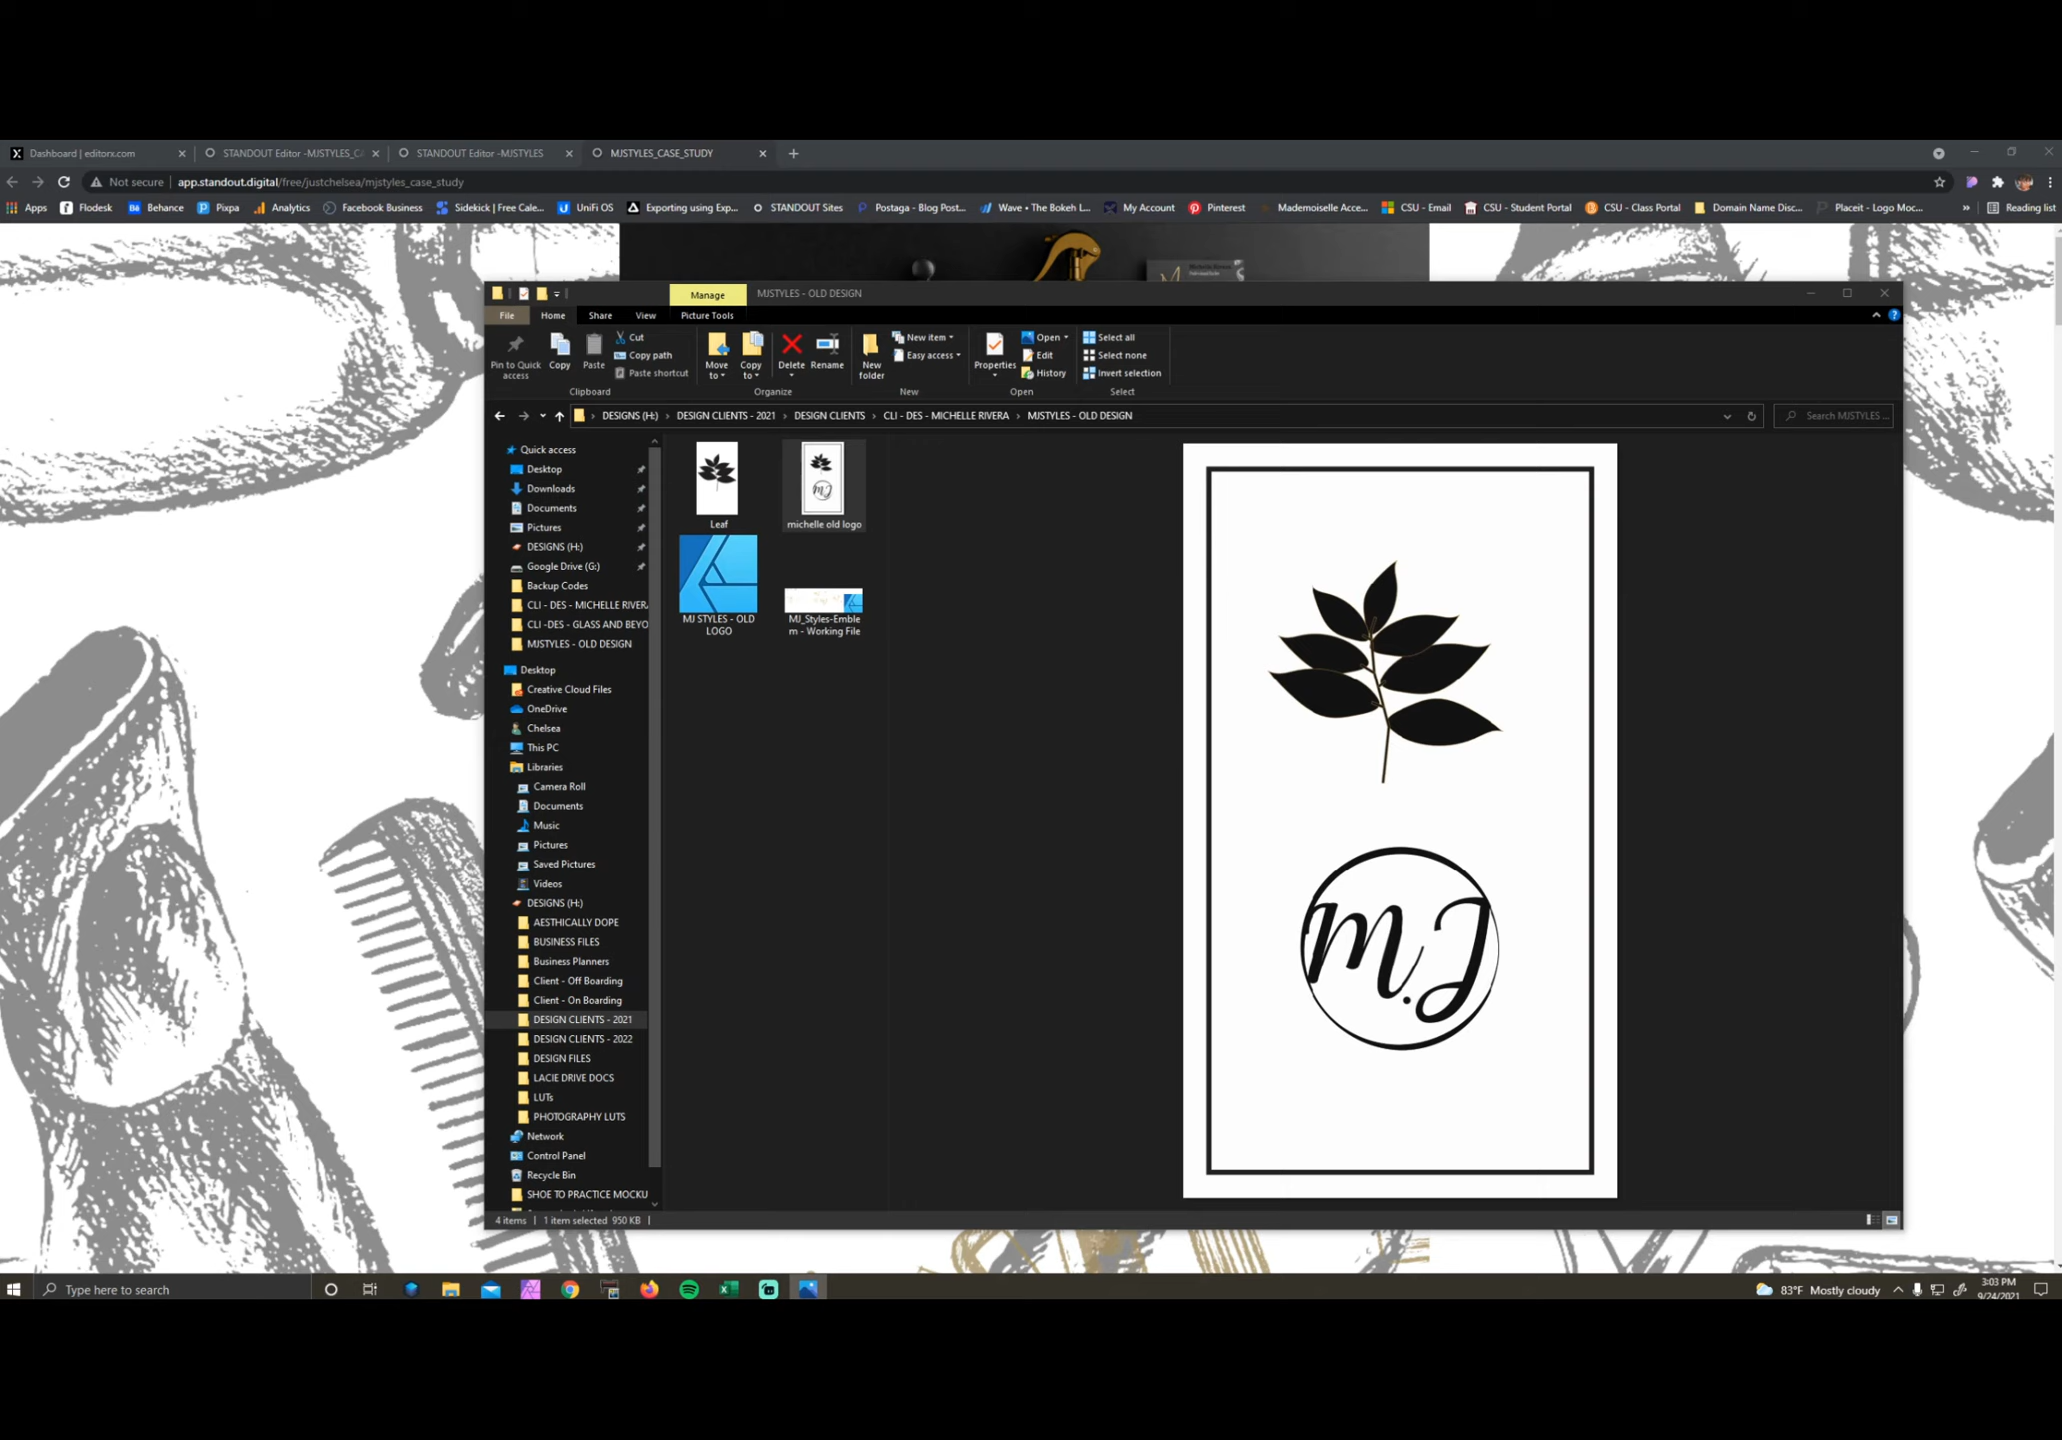 Dashboard | editorx.com
STANDOUT Editor -MJSTYLES_C
STANDOUT Editor -MJSTYLES
MJSTYLES_CASE_STUDY
Not secure | app.standout.digital/free/justchelsea/mjstyles_case_study
Apps Flodesk Behance Pixpa Analytics Facebook Business Sidekick | Free Cale... UniFi OS Exporting using Exp... STANDOUT Sites Postaga - Blog Post... Wave • The Bokeh L... My Account Pinterest Mademoiselle Acce... CSU - Email CSU - Student Portal CSU - Class Portal Domain Name Disc... Placeit - Logo Moc... » Reading list
Manage MJSTYLES - OLD DESIGN
File Home Share View Picture Tools
Pin to Quick access
Copy
Paste
Cut
Copy path
Paste shortcut
Clipboard
Move to
Copy to
Delete
Rename
Organize
New folder
New item
Easy access
New
Properties
Open
Edit
History
Open
Select all
Select none
Invert selection
Select
DESIGNS (H:) › DESIGN CLIENTS - 2021 › DESIGN CLIENTS › CLI - DES - MICHELLE RIVERA › MJSTYLES - OLD DESIGN
Search MJSTYLES ...
Quick access
Desktop
Downloads
Documents
Pictures
DESIGNS (H:)
Google Drive (G:)
Backup Codes
CLI - DES - MICHELLE RIVERA
CLI -DES - GLASS AND BEYO
MJSTYLES - OLD DESIGN
Desktop
Creative Cloud Files
OneDrive
Chelsea
This PC
Libraries
Camera Roll
Documents
Music
Pictures
Saved Pictures
Videos
DESIGNS (H:)
AESTHICALLY DOPE
BUSINESS FILES
Business Planners
Client - Off Boarding
Client - On Boarding
DESIGN CLIENTS - 2021
DESIGN CLIENTS - 2022
DESIGN FILES
LACIE DRIVE DOCS
LUTs
PHOTOGRAPHY LUTS
Network
Control Panel
Recycle Bin
SHOE TO PRACTICE MOCKU
Leaf
michelle old logo
MJ STYLES - OLD
LOGO
MJ_Styles-Emble
m - Working File
M.J
4 items | 1 item selected 950 KB |
Type here to search
83°F Mostly cloudy
3:03 PM
9/24/2021